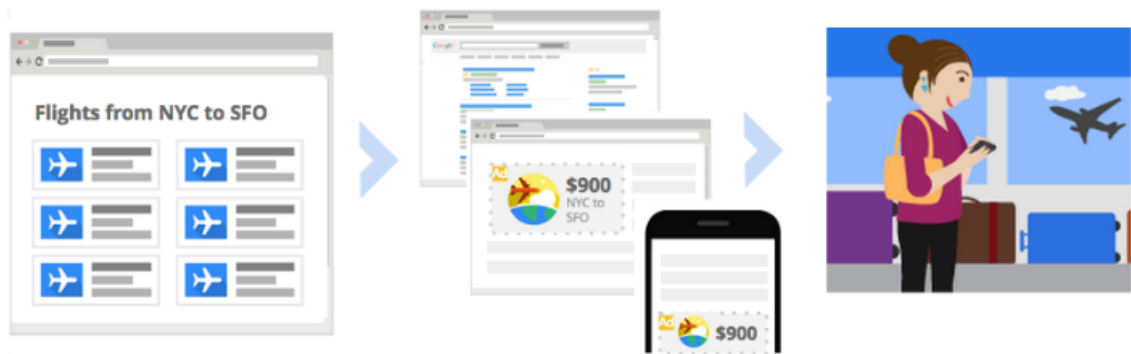 Flights from NYC to SFO
Google
Ad
$900
NYC to
SFO
Ad
$900